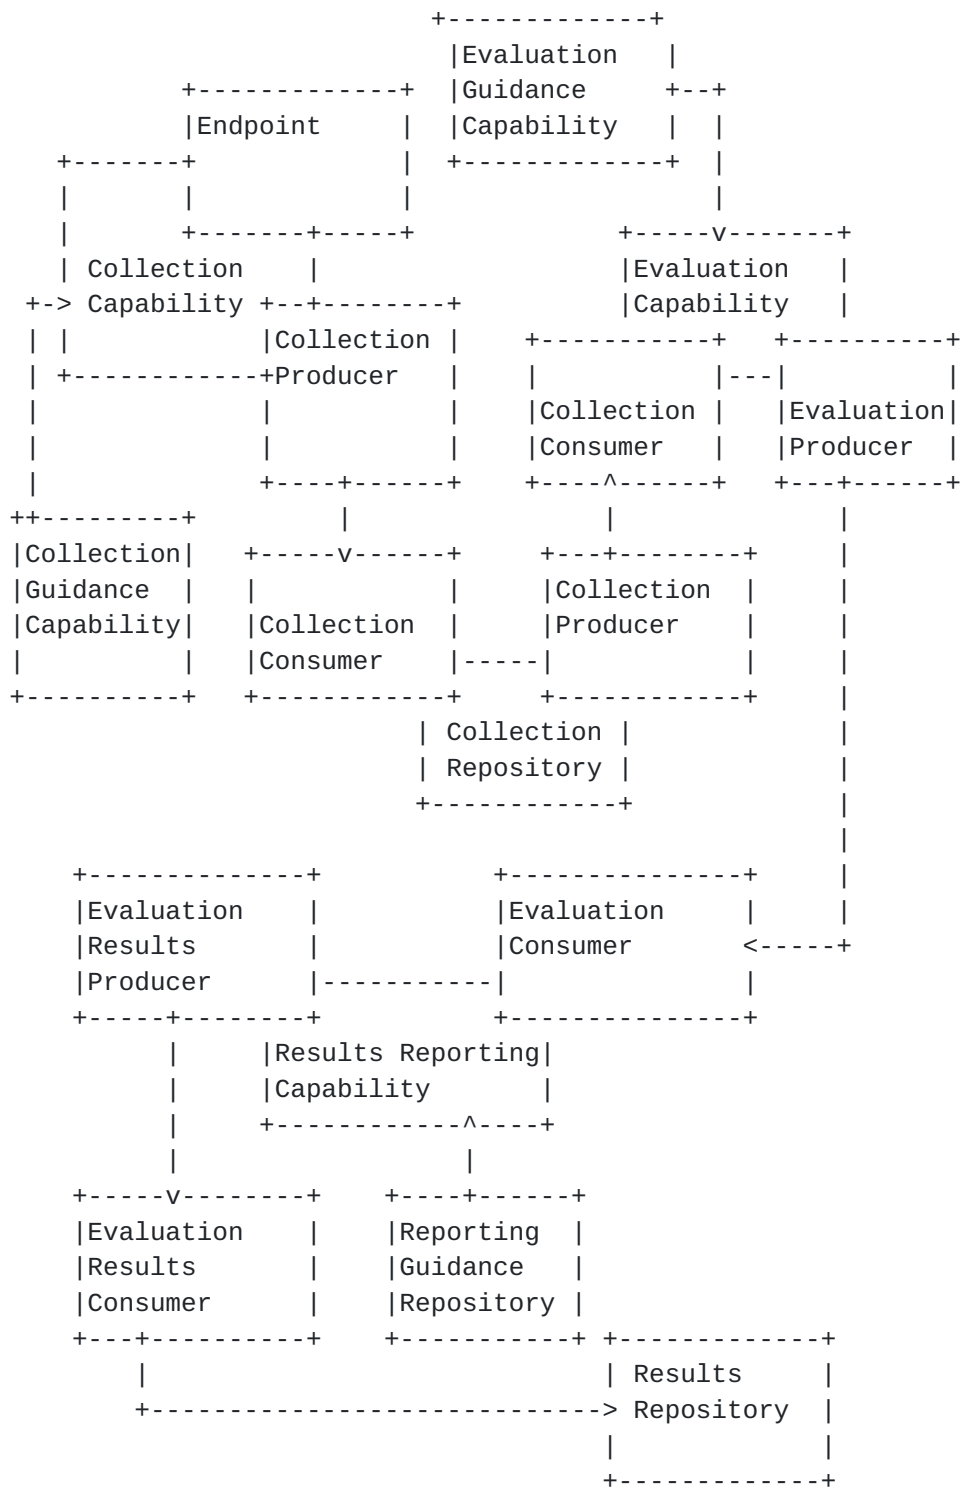 Evaluation
Guidance
Capability
Endpoint
Collection
Capability
Evaluation
Capability
Collection
Producer
Collection
Consumer
Evaluation
Producer
Collection
Guidance
Capability
Collection
Consumer
Collection
Producer
Collection
Repository
Evaluation
Results
Producer
Evaluation
Consumer
Results Reporting
Capability
Evaluation
Results
Consumer
Reporting
Guidance
Repository
Results
Repository